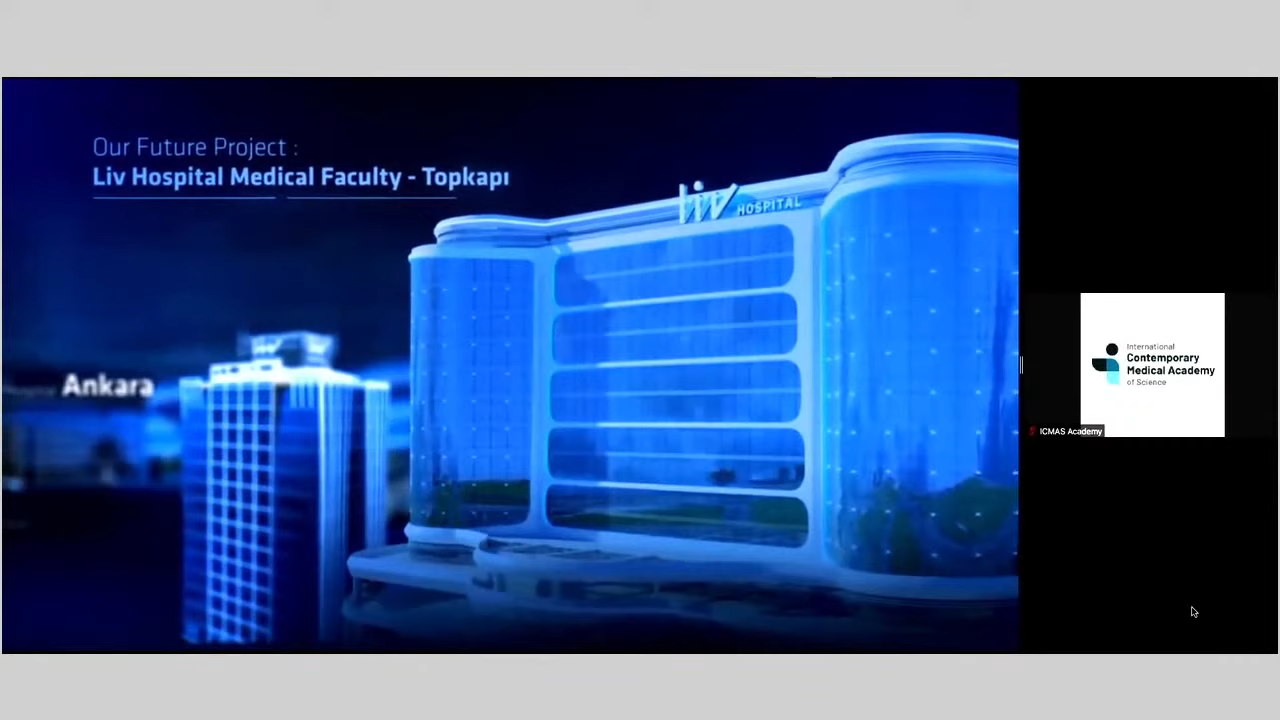 Our Future Project :
Liv Hospital Medical Faculty - Topkapı
Liv HOSPITAL
Ankara
International
Contemporary
Medical Academy
of Science
ICMAS Academy